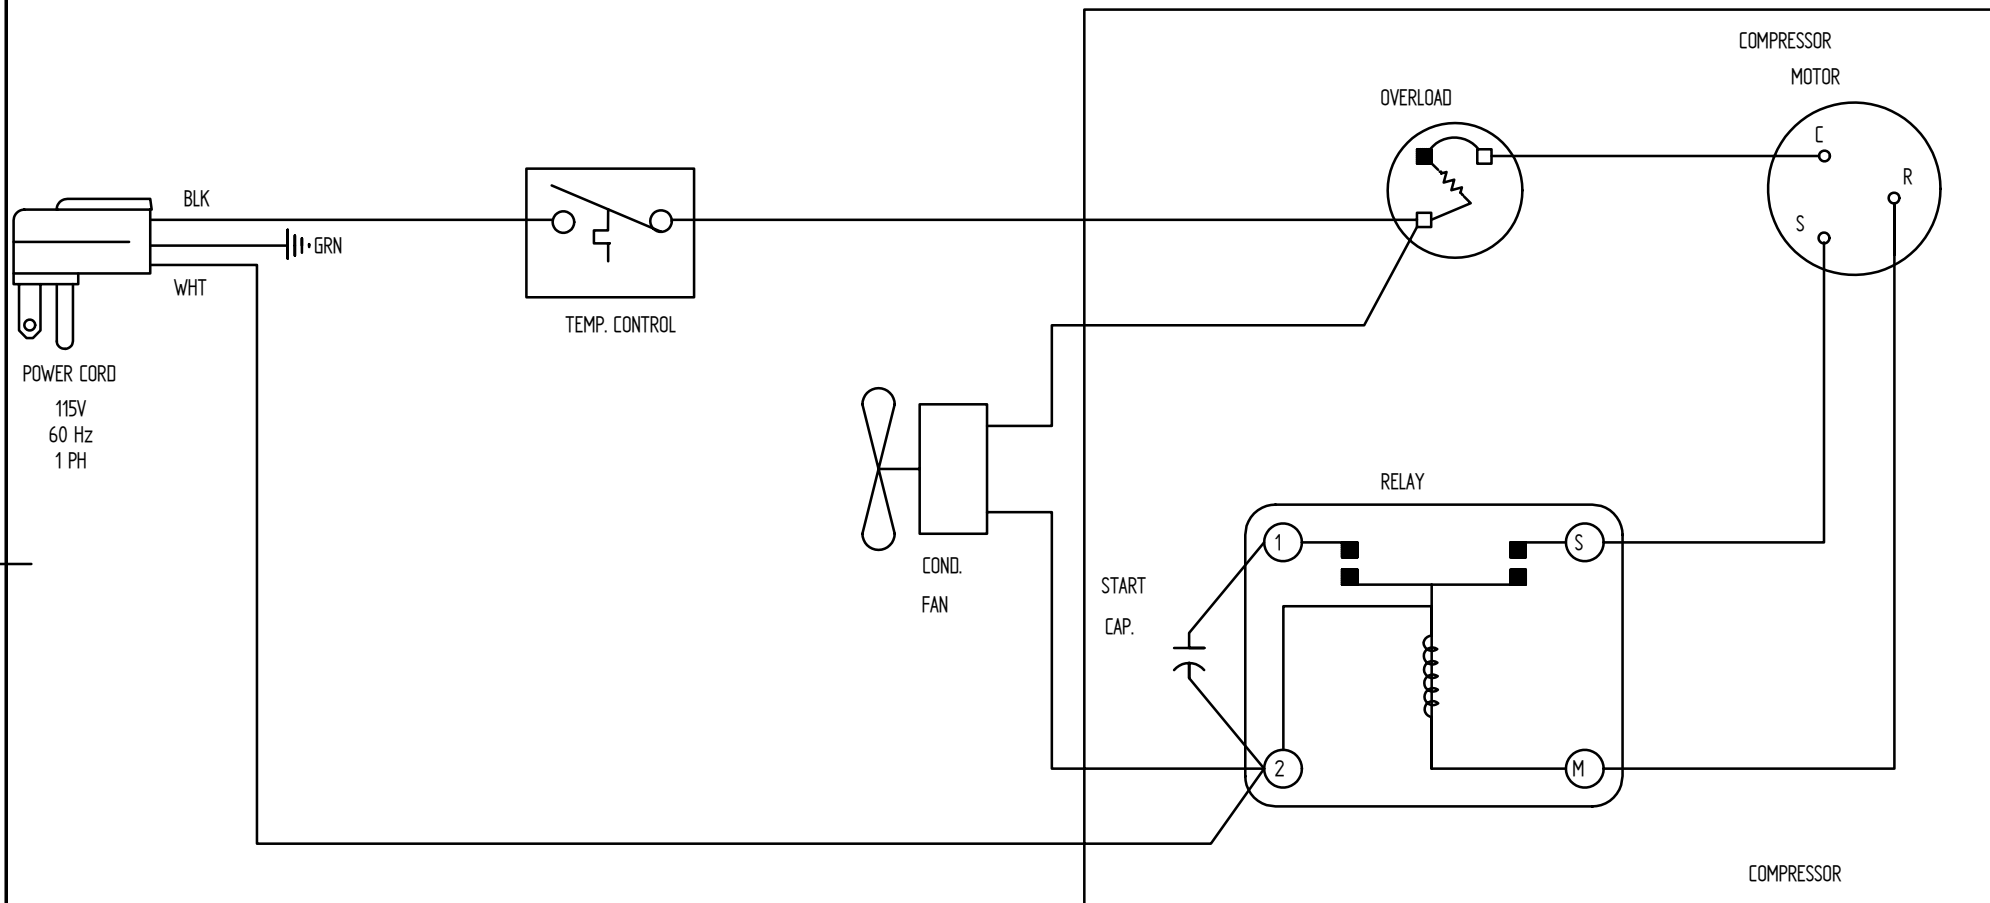 COMPRESSOR
MOTOR
OVERLOAD
C
R
S
BLK
GRN
WHT
TEMP. CONTROL
POWER CORD
115V
60 Hz
1 PH
RELAY
1
S
COND.
FAN
START
CAP.
2
M
COMPRESSOR